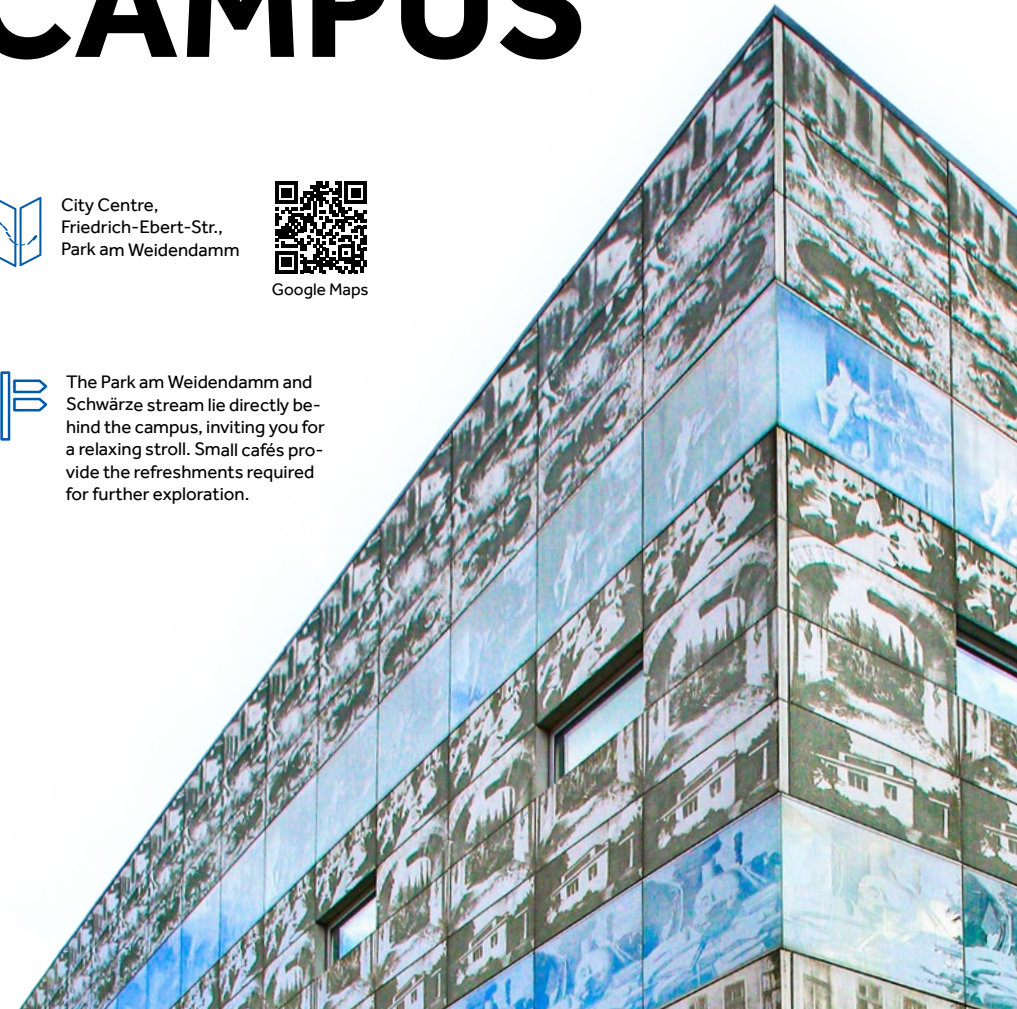 CAMPUS
City Centre,
Friedrich-Ebert-Str.,
Park am Weidendamm
Google Maps
The Park am Weidendamm and
Schwärze stream lie directly be-
hind the campus, inviting you for
a relaxing stroll. Small cafés pro-
vide the refreshments required
for further exploration.